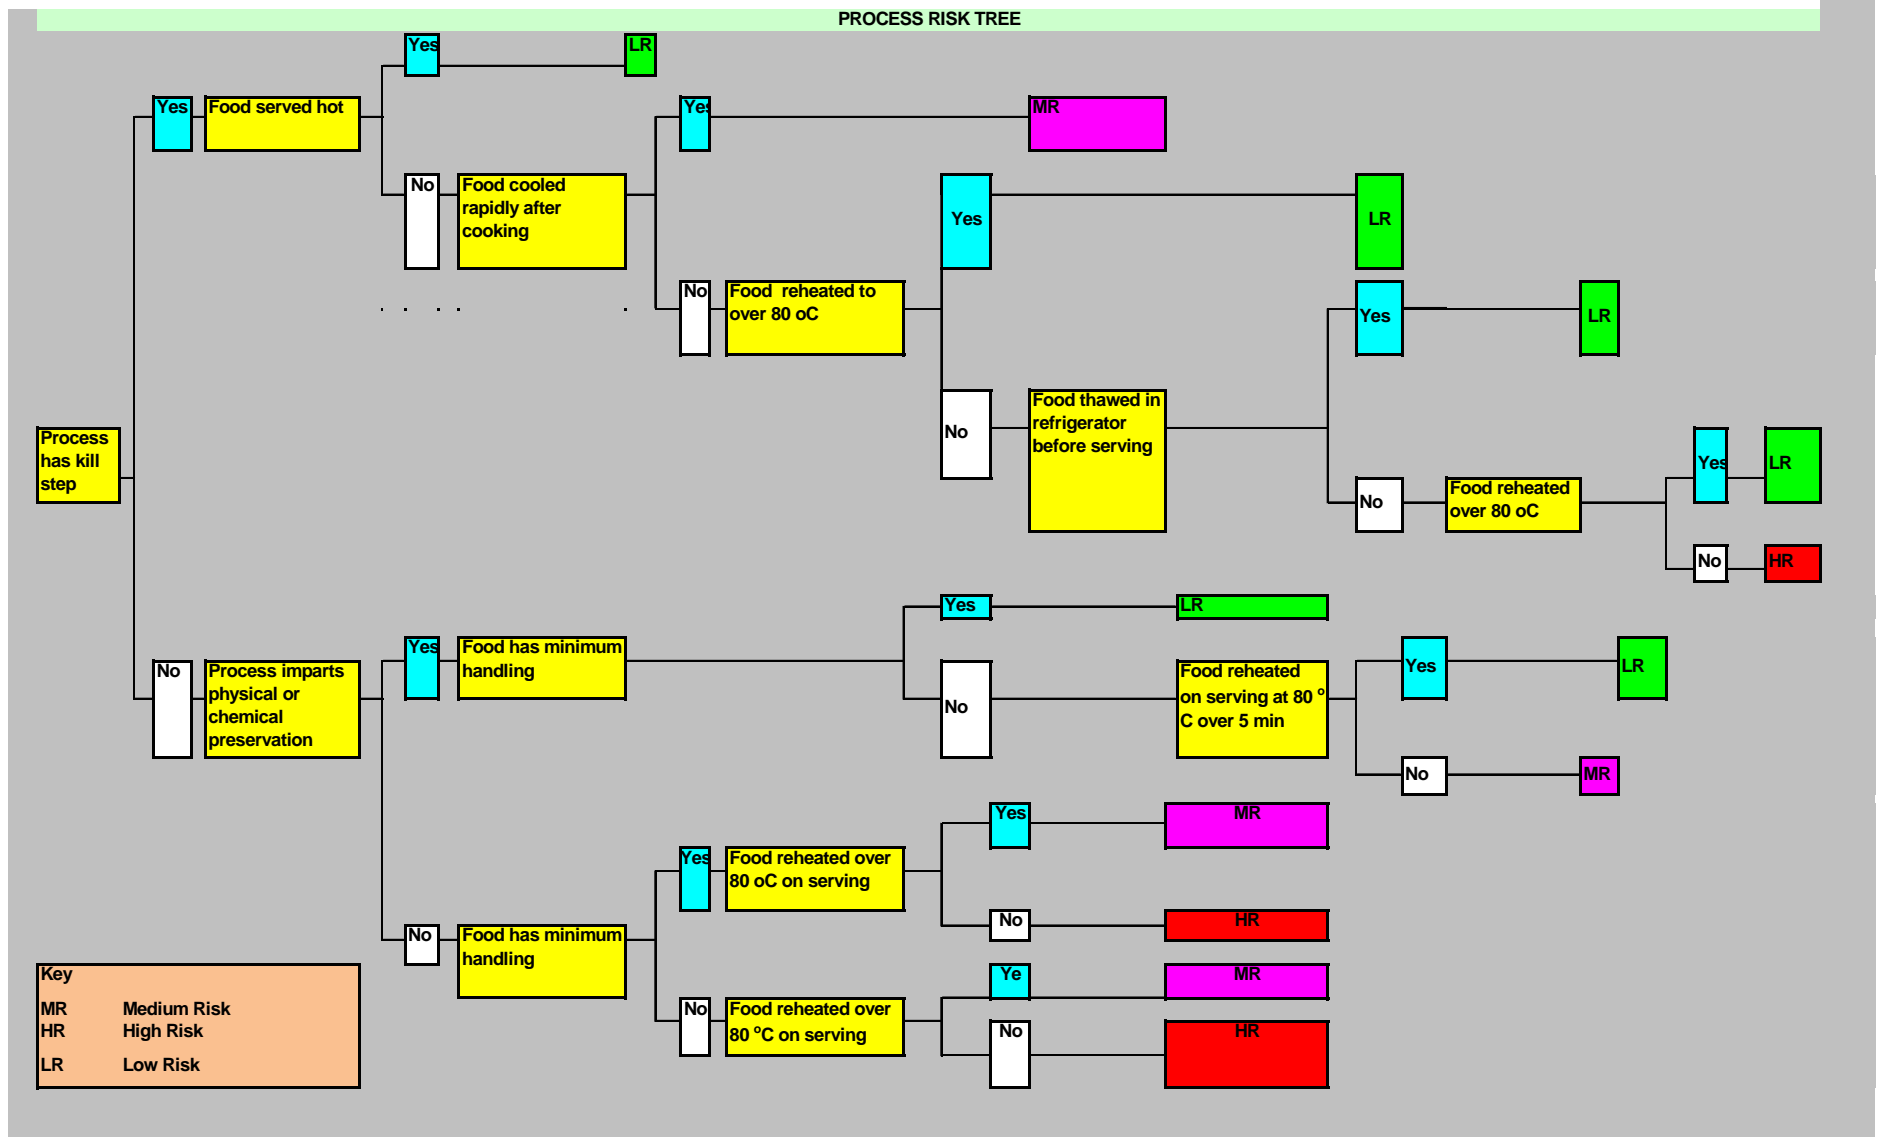 PROCESS RISK TREE
Yes
LR
Yes
Food served hot
Yes
MR
No
Food cooled
rapidly after
cooking
Yes
LR
No
Food reheated to
over 80 oC
Yes
LR
No
Food thawed in
refrigerator
before serving
Process
has kill
step
Yes
LR
No
Food reheated
over 80 oC
No
HR
Yes
LR
No
Process imparts
physical or
chemical
preservation
Yes
Food has minimum
handling
No
Food reheated
on serving at 80 º
C over 5 min
Yes
LR
No
MR
Yes
MR
Yes
Food reheated over
80 oC on serving
No
HR
No
Food has minimum
handling
Ye
MR
No
Food reheated over
80 ºC on serving
No
HR
Key
MR Medium Risk
HR High Risk
LR Low Risk